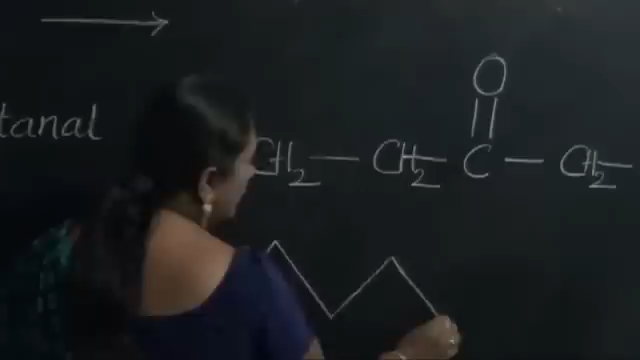 tanal
O
||
CH₂ — CH₂ — C — CH₂ —